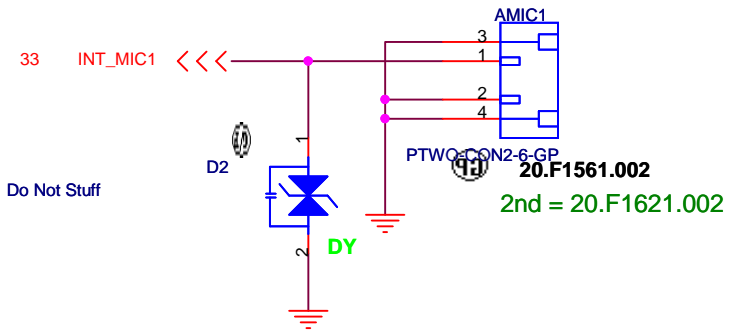 AMIC1
3
33 INT_MIC1
1
2
4
1
PTWO-CON2-6-GP
GP
D2
20.F1561.002
Do Not Stuff
2nd = 20.F1621.002
DY
2